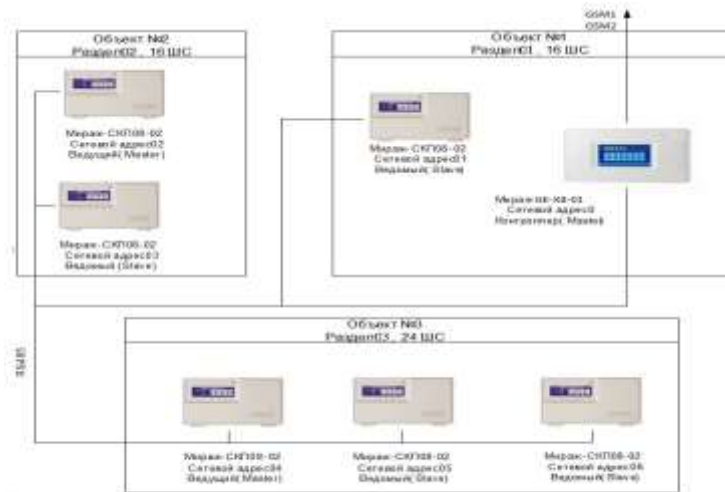 GSM1
GSM2
Объект №2
Раздел02 , 16 ШС
Объект №1
Раздел01 , 16 ШС
Мираж-СКП08-02
Сетевой адрес02
Ведущий( Master)
Мираж-СКП08-02
Сетевой адрес03
Ведомый (Slave)
Мираж-СКП08-02
Сетевой адрес01
Ведомый( Slave)
Сетевой адрес0
Контроллер( Master)
RS485
Объект №3
Раздел03 , 24 ШС
Мираж-СКП08-02
Сетевой адрес04
Ведущий( Master)
Мираж-СКП08-02
Сетевой адрес05
Ведомый( Slave)
Мираж-СКП08-02
Сетевой адрес06
Ведомый( Slave)